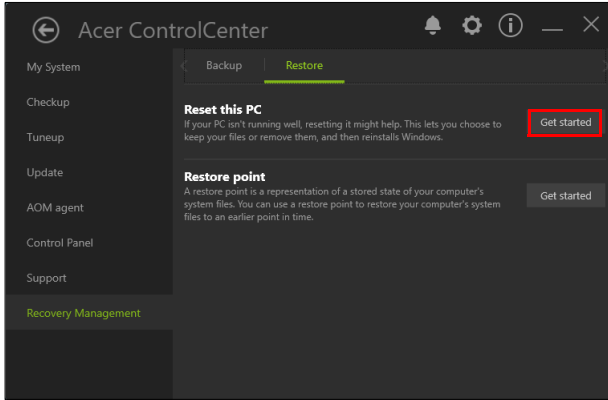 Acer ControlCenter
My System
Checkup
Tuneup
Update
AOM agent
Control Panel
Support
Recovery Management
Backup
Restore
Reset this PC
If your PC isn't running well, resetting it might help. This lets you choose to
keep your files or remove them, and then reinstalls Windows.
Get started
Restore point
A restore point is a representation of a stored state of your computer's
system files. You can use a restore point to restore your computer's system
files to an earlier point in time.
Get started